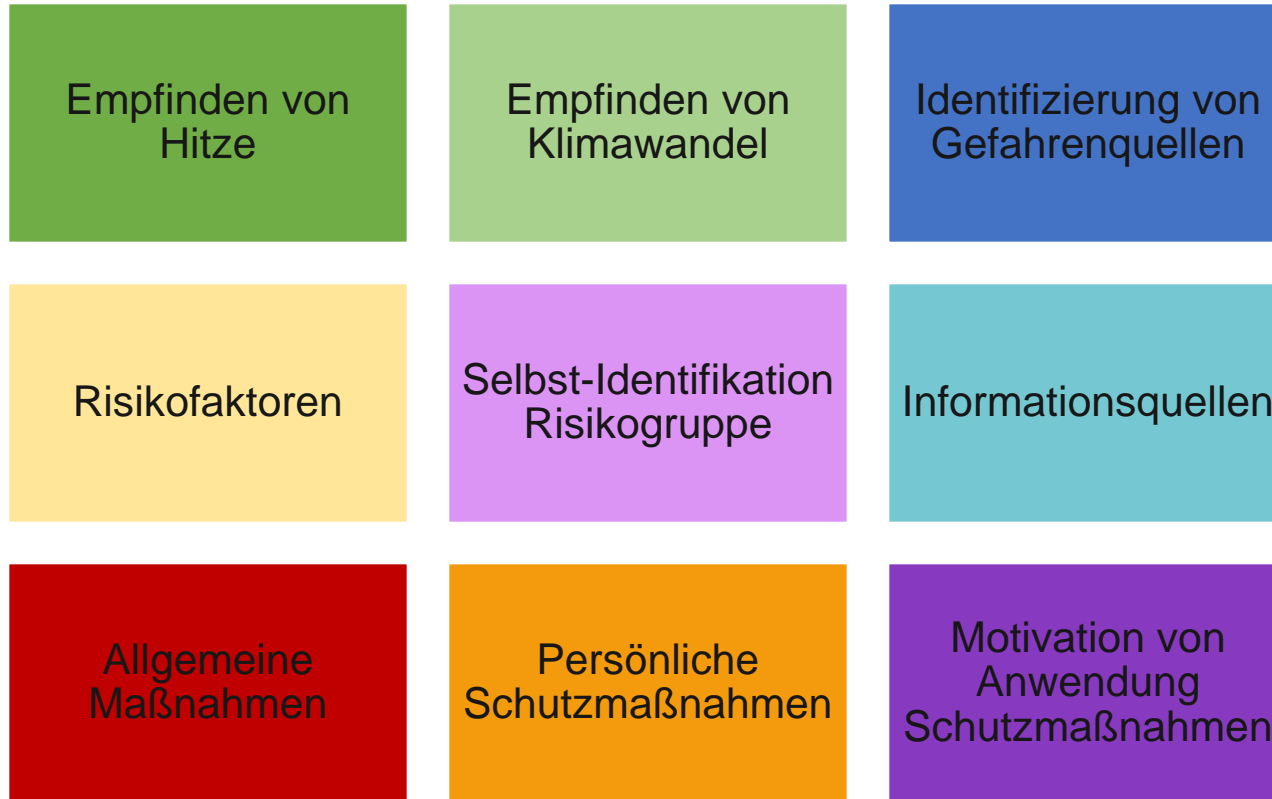 Empfinden von
Hitze
Empfinden von
Klimawandel
Identifizierung von
Gefahrenquellen
Risikofaktoren
Selbst-Identifikation
Risikogruppe
Informationsquellen
Allgemeine
Maßnahmen
Persönliche
Schutzmaßnahmen
Motivation von
Anwendung
Schutzmaßnahmen